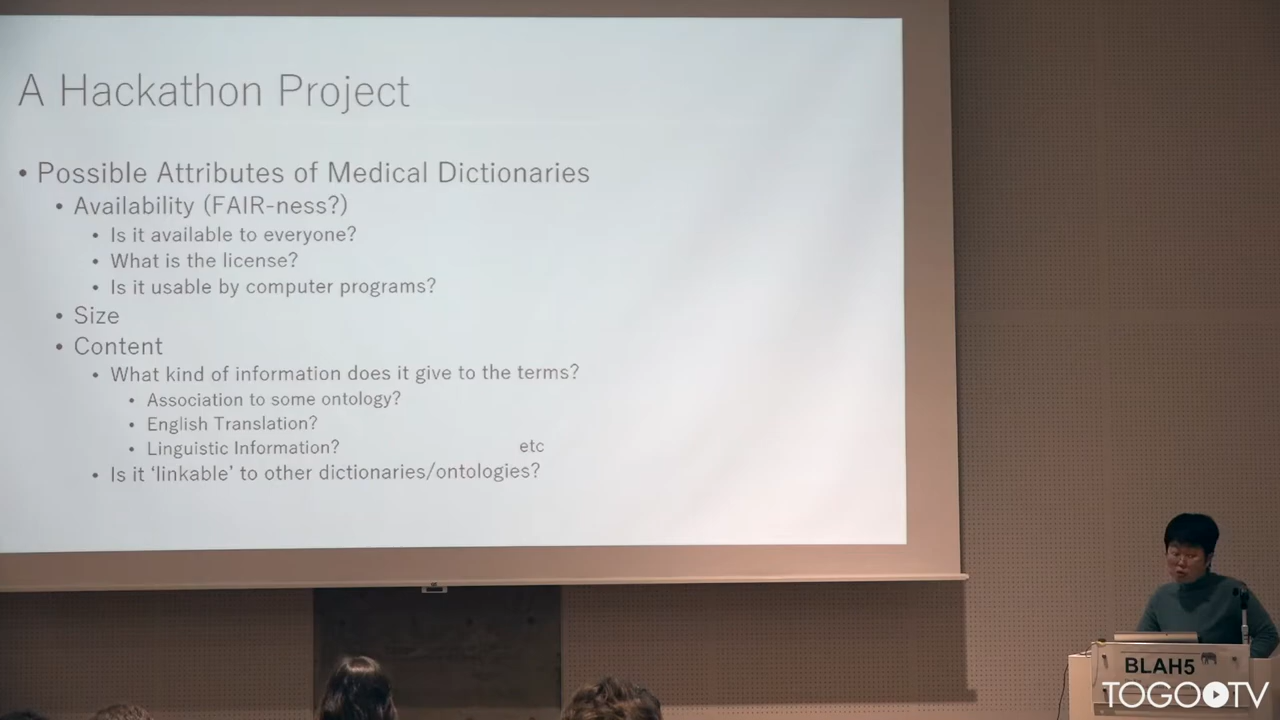 A Hackathon Project
• Possible Attributes of Medical Dictionaries
• Availability (FAIR-ness?)
• Is it available to everyone?
• What is the license?
• Is it usable by computer programs?
• Size
• Content
• What kind of information does it give to the terms?
• Association to some ontology?
• English Translation?
• Linguistic Information? etc
• Is it ‘linkable’ to other dictionaries/ontologies?
BLAH5
TOGOTV